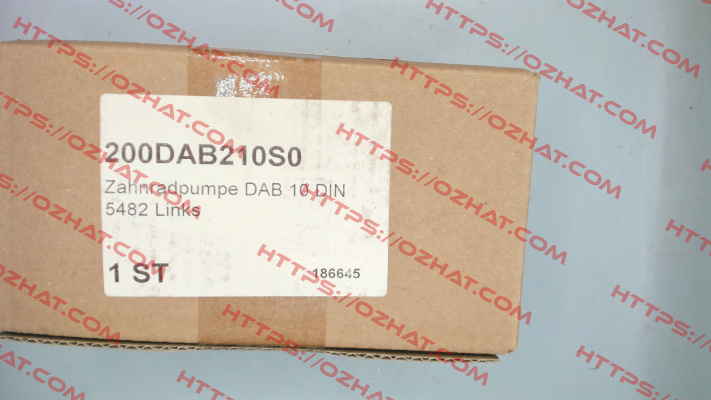 200DAB210S0
Zahnradpumpe DAB 10 DIN
5482 Links
1 ST 186645
HTTPS://OZHAT.COM